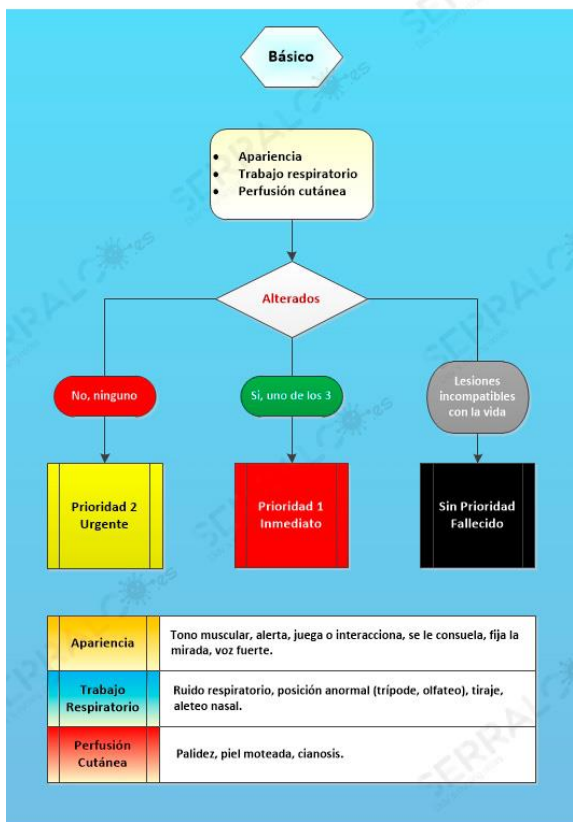 Básico
• Apariencia
• Trabajo respiratorio
• Perfusión cutánea
Alterados
No, ninguno
Si, uno de los 3
Lesiones
incompatibles
con la vida
Prioridad 2
Urgente
Prioridad 1
Inmediato
Sin Prioridad
Fallecido
Apariencia
Tono muscular, alerta, juega o interacciona, se le consuela, fija la
mirada, voz fuerte.
Trabajo
Respiratorio
Ruido respiratorio, posición anormal (trípode, olfateo), tiraje,
aleteo nasal.
Perfusión
Cutánea
Palidez, piel moteada, cianosis.
SERRALCO.es